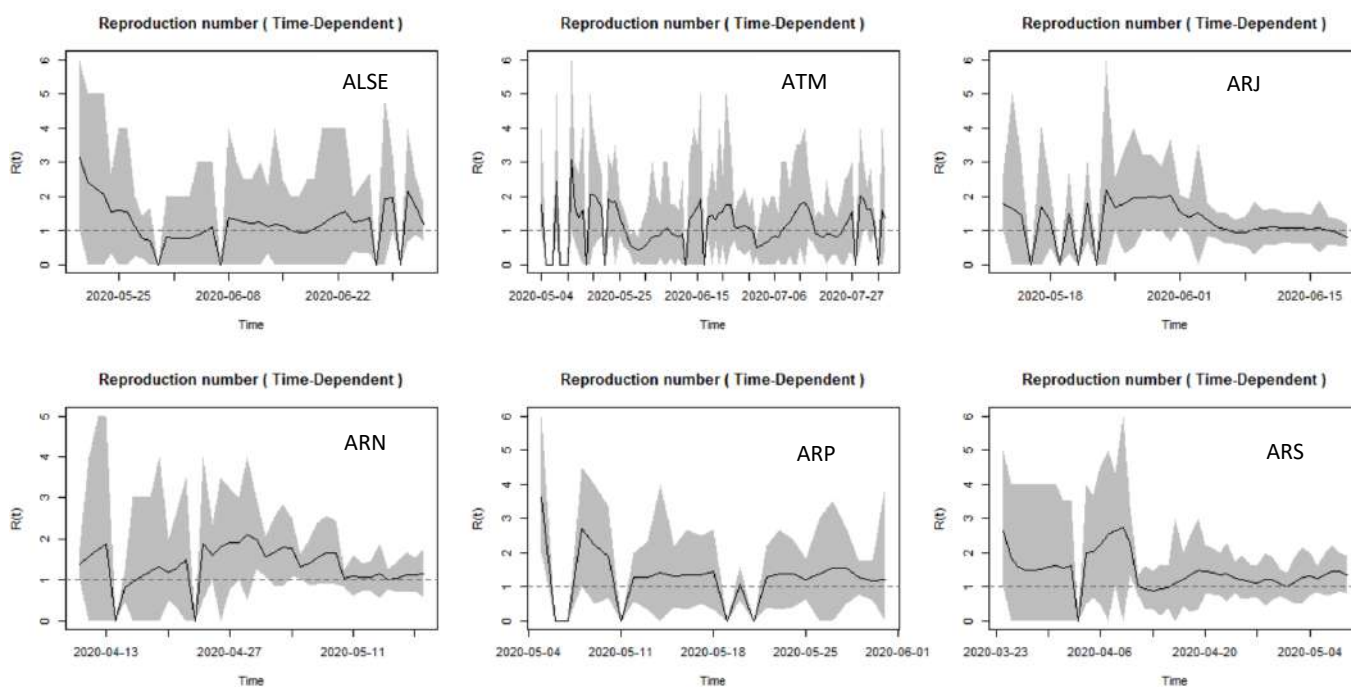 Reproduction number ( Time-Dependent )
ALSE
R(t)
6
5
4
3
2
1
0
2020-05-25
2020-06-08
2020-06-22
Time
Reproduction number ( Time-Dependent )
ATM
R(t)
6
5
4
3
2
1
0
2020-05-04
2020-05-25
2020-06-15
2020-07-06
2020-07-27
Time
Reproduction number ( Time-Dependent )
ARJ
R(t)
6
5
4
3
2
1
0
2020-05-18
2020-06-01
2020-06-15
Time
Reproduction number ( Time-Dependent )
ARN
R(t)
5
4
3
2
1
0
2020-04-13
2020-04-27
2020-05-11
Time
Reproduction number ( Time-Dependent )
ARP
R(t)
6
5
4
3
2
1
0
2020-05-04
2020-05-11
2020-05-18
2020-05-25
2020-06-01
Time
Reproduction number ( Time-Dependent )
ARS
R(t)
6
5
4
3
2
1
0
2020-03-23
2020-04-06
2020-04-20
2020-05-04
Time